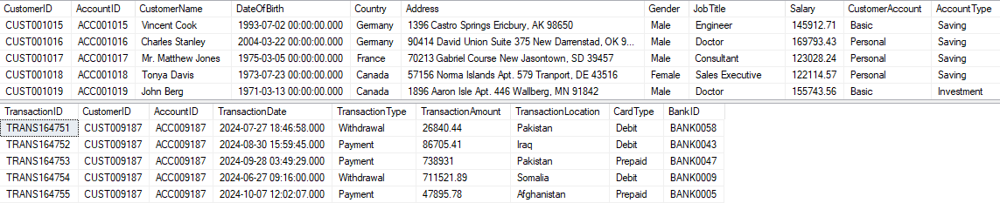 CustomerID AccountID CustomerName DateOfBirth Country Address Gender JobTitle Salary CustomerAccount AccountType
CUST001015 ACC001015 Vincent Cook 1993-07-02 00:00:00.000 Germany 1396 Castro Springs Ericbury, AK 98650 Male Engineer 145912.71 Basic Saving
CUST001016 ACC001016 Charles Stanley 2004-03-22 00:00:00.000 Germany 90414 David Union Suite 375 New Darrenstad, OK 9... Male Doctor 169793.43 Personal Saving
CUST001017 ACC001017 Mr. Matthew Jones 1975-03-05 00:00:00.000 France 70213 Gabriel Course New Jasontown, SD 39457 Male Consultant 123028.24 Personal Saving
CUST001018 ACC001018 Tonya Davis 1973-07-23 00:00:00.000 Canada 57156 Norma Islands Apt. 579 Tranport, DE 43516 Female Sales Executive 122114.57 Personal Saving
CUST001019 ACC001019 John Berg 1971-03-13 00:00:00.000 Canada 1896 Aaron Isle Apt. 446 Wallberg, MN 91842 Male Doctor 155743.56 Basic Investment
TransactionID CustomerID AccountID TransactionDate TransactionType TransactionAmount TransactionLocation CardType BankID
TRANS164751 CUST009187 ACC009187 2024-07-27 18:46:58.000 Withdrawal 26840.44 Pakistan Debit BANK0058
TRANS164752 CUST009187 ACC009187 2024-08-30 15:59:45.000 Payment 86705.41 Iraq Debit BANK0043
TRANS164753 CUST009187 ACC009187 2024-09-28 03:49:29.000 Payment 738931 Pakistan Prepaid BANK0047
TRANS164754 CUST009187 ACC009187 2024-06-27 09:16:00.000 Withdrawal 711521.89 Somalia Debit BANK0009
TRANS164755 CUST009187 ACC009187 2024-10-07 12:02:07.000 Payment 47895.78 Afghanistan Prepaid BANK0005